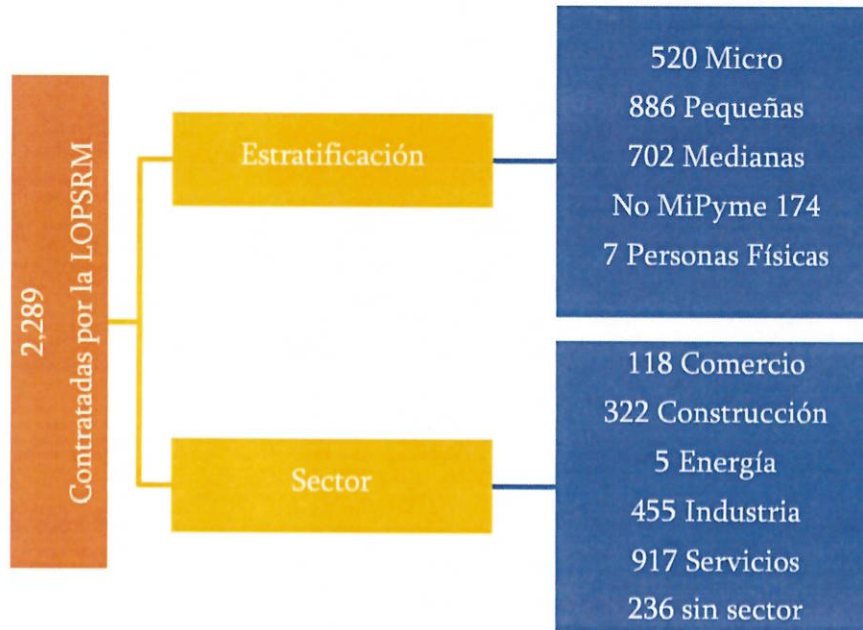 2,289
Contratadas por la LOPSRM
Estratificación
520 Micro
886 Pequeñas
702 Medianas
No MiPyme 174
7 Personas Físicas
Sector
118 Comercio
322 Construcción
5 Energía
455 Industria
917 Servicios
236 sin sector